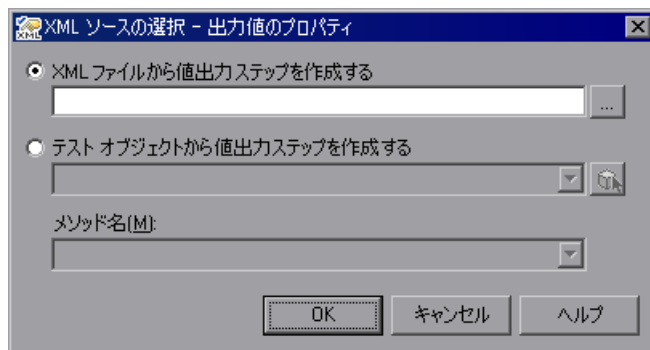 XML ソースの選択 - 出力値のプロパティ
XML ファイルから値出力ステップを作成する
...
テスト オブジェクトから値出力ステップを作成する
メソッド名(M):
OK
キャンセル
ヘルプ